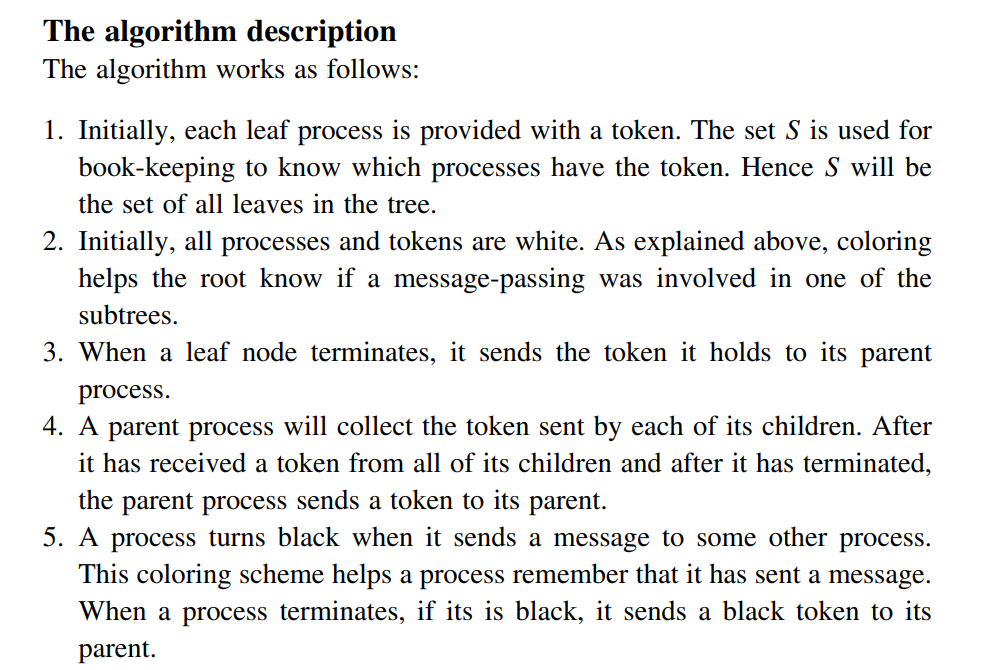 The algorithm description
The algorithm works as follows:
1. Initially, each leaf process is provided with a token. The set S is used for
book-keeping to know which processes have the token. Hence S will be
the set of all leaves in the tree.
2. Initially, all processes and tokens are white. As explained above, coloring
helps the root know if a message-passing was involved in one of the
subtrees.
3. When a leaf node terminates, it sends the token it holds to its parent
process.
4. A parent process will collect the token sent by each of its children. After
it has received a token from all of its children and after it has terminated,
the parent process sends a token to its parent.
5. A process turns black when it sends a message to some other process.
This coloring scheme helps a process remember that it has sent a message.
When a process terminates, if its is black, it sends a black token to its
parent.